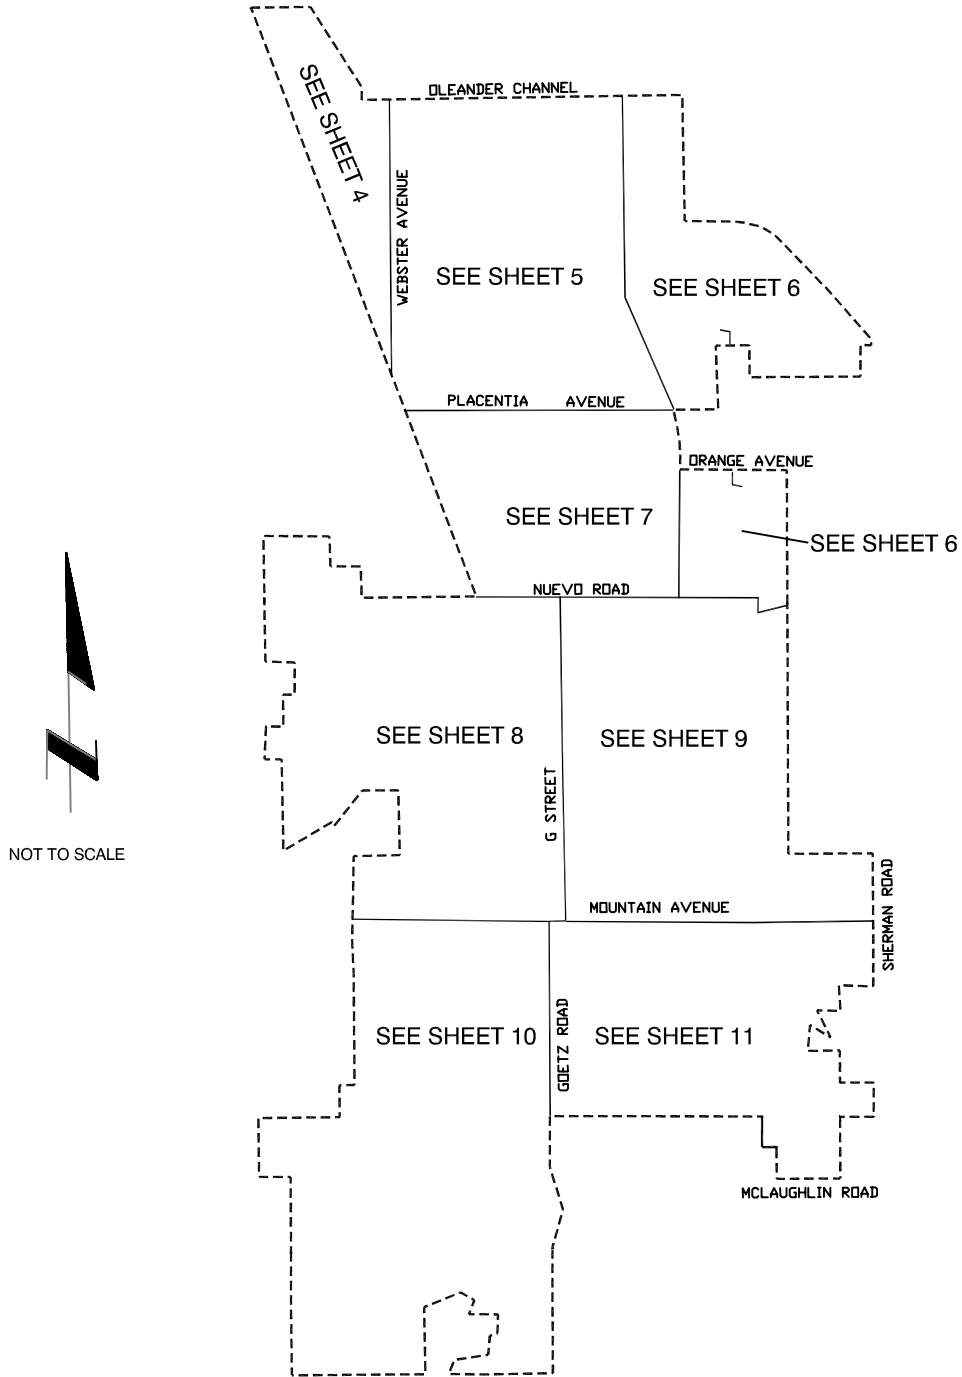 SEE SHEET 4
OLEANDER CHANNEL
WEBSTER AVENUE
SEE SHEET 5
SEE SHEET 6
PLACENTIA AVENUE
ORANGE AVENUE
SEE SHEET 7
SEE SHEET 6
NUEVO ROAD
SEE SHEET 8
SEE SHEET 9
G STREET
NOT TO SCALE
MOUNTAIN AVENUE
SHERMAN ROAD
SEE SHEET 10
GOETZ ROAD
SEE SHEET 11
MCLAUGHLIN ROAD